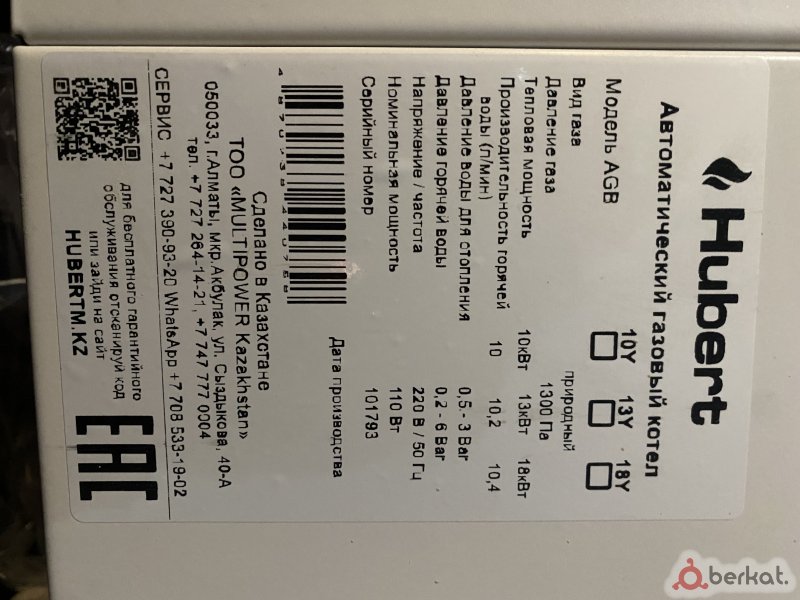 Hubert
Автоматический газовый котел
Модель AGB 10Y 13Y 18Y
Вид газа природный
Давление газа 1300 Па
Тепловая мощность 10кВт 13кВт 18кВт
Производительность горячей
воды (л/мин) 10 10,2 10,4
Давление воды для отопления 0,5- 3 Bar
Давление горячей воды 0,2 - 6 Bar
Напряжение / частота 220 В / 50 Гц
Номинальная мощность 110 Вт
Серийный номер 101793
Дата производства
Сделано в Казахстане
ТОО «MULTIPOWER Kazakhstan»
050033, г.Алматы, мкр.Акбулак, ул. Сыздыкова, 40-А
тел. +7 727 264-14-21, +7 747 777 0004
СЕРВИС +7 727 390-93-20 WhatsApp +7 708 533-19-02
для бесплатного гарантийного
обслуживания отсканируй код
или зайди на сайт
HUBERTM.KZ
EAC
berkat.